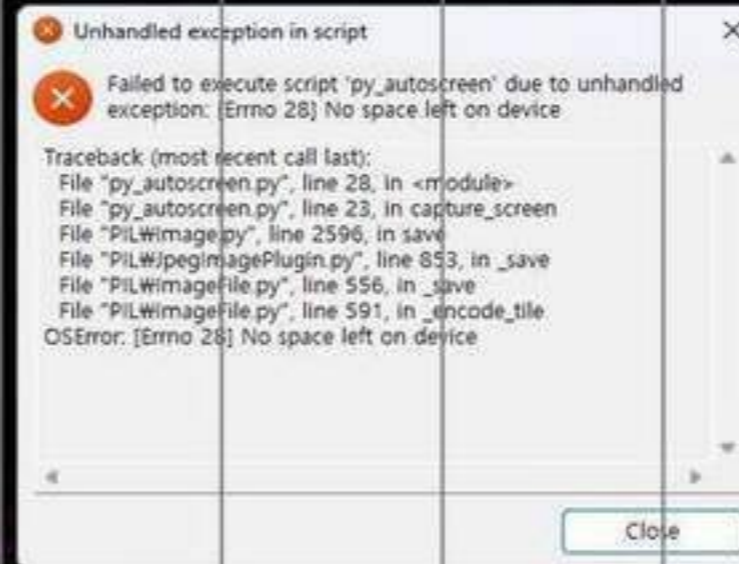 Unhandled exception in script
Failed to execute script 'py_autoscreen' due to unhandled
exception: [Errno 28] No space left on device
Traceback (most recent call last):
File "py_autoscreen.py", line 28, in <module>
File "py_autoscreen.py", line 23, in capture_screen
File "PIL₩Image.py", line 2596, in save
File "PIL₩JpegImagePlugin.py", line 853, in _save
File "PIL₩ImageFile.py", line 556, in _save
File "PIL₩ImageFile.py", line 591, in _encode_tile
OSError: [Errno 28] No space left on device
Close